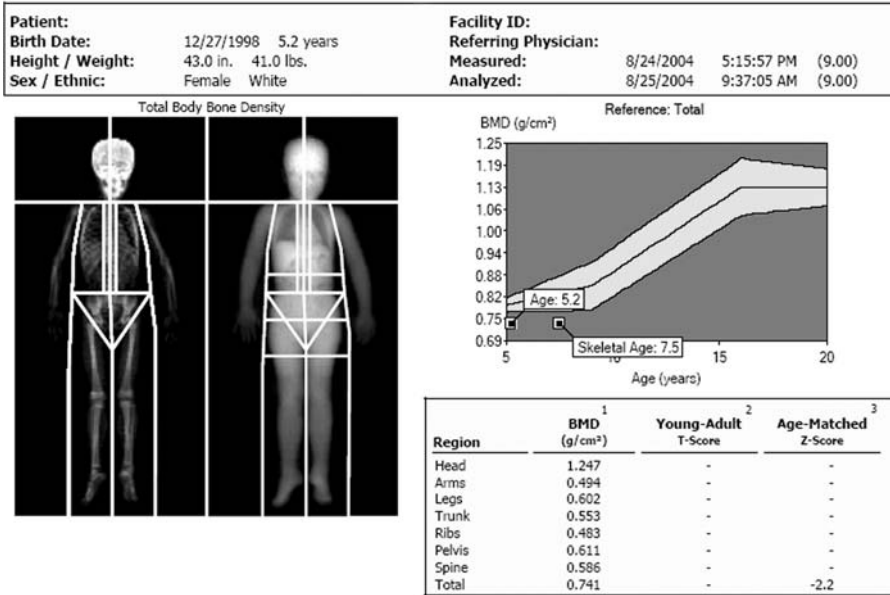 Patient:
Birth Date: 12/27/1998 5.2 years
Height / Weight: 43.0 in. 41.0 lbs.
Sex / Ethnic: Female White
Facility ID:
Referring Physician:
Measured: 8/24/2004 5:15:57 PM (9.00)
Analyzed: 8/25/2004 9:37:05 AM (9.00)
Total Body Bone Density
Reference: Total
BMD (g/cm²)
1.25
1.19
1.13
1.06
1.00
0.94
0.88
0.82
0.75
0.69
Age: 5.2
Skeletal Age: 7.5
5 10 15 20
Age (years)
1 2 3
BMD Young-Adult Age-Matched
Region (g/cm²) T-Score Z-Score
Head 1.247 - -
Arms 0.494 - -
Legs 0.602 - -
Trunk 0.553 - -
Ribs 0.483 - -
Pelvis 0.611 - -
Spine 0.586 - -
Total 0.741 - -2.2